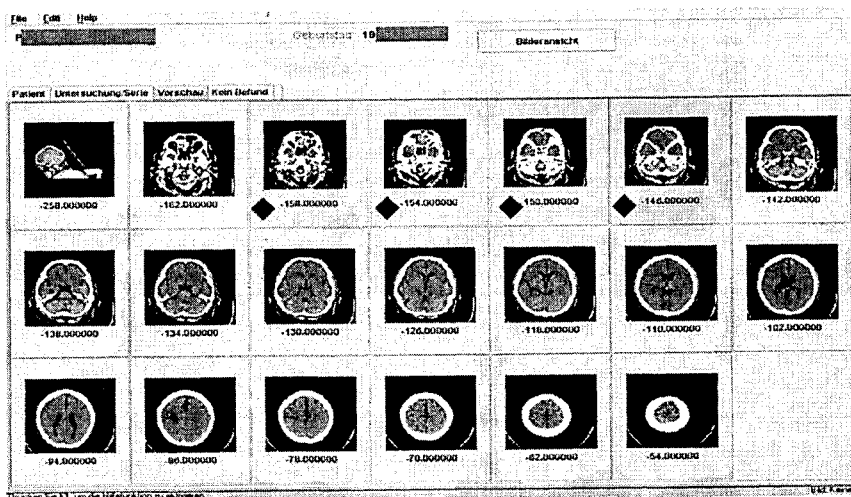 File Edit Help
P
Geburtstag 19
Bilderansicht
Patient Untersuchung/Serie Vorschau Kein Befund
-258.000000 -162.000000 -158.000000 -154.000000 -150.000000 -146.000000 -142.000000
-138.000000 -134.000000 -130.000000 -126.000000 -118.000000 -110.000000 -102.000000
-94.000000 -86.000000 -78.000000 -70.000000 -62.000000 -54.000000